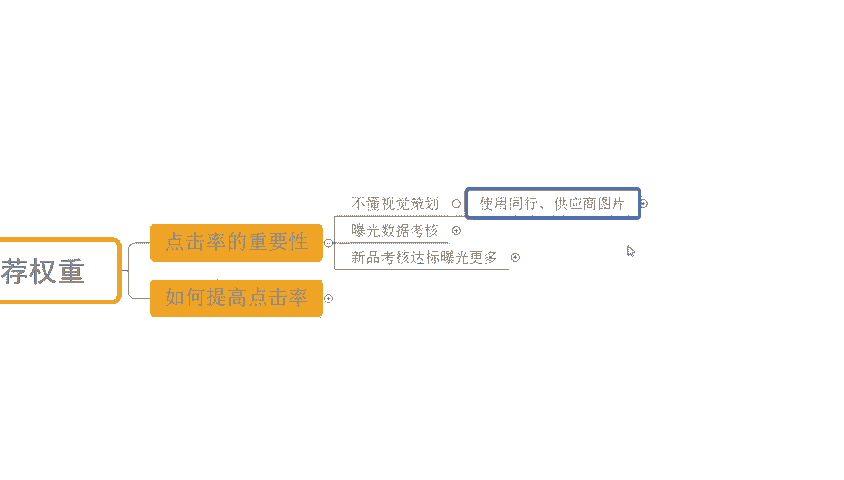 荐权重
点击率的重要性
不懂视觉策划
使用同行、供应商图片
曝光数据考核
新品考核达标曝光更多
如何提高点击率